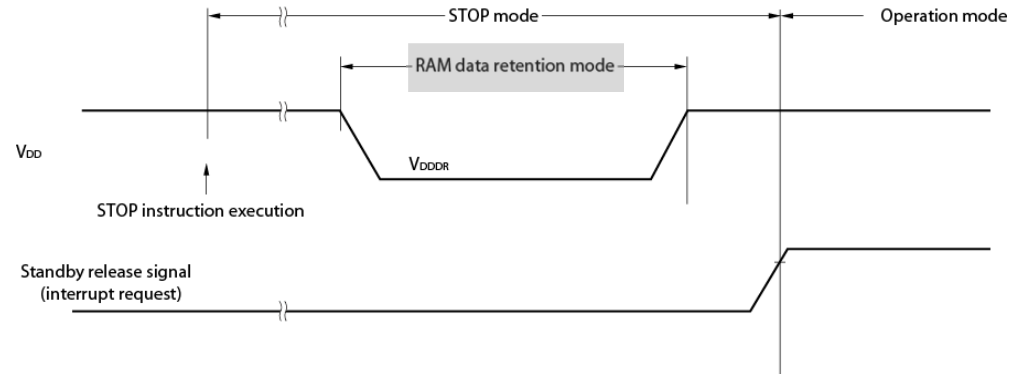 STOP mode
Operation mode
RAM data retention mode
VDD
VDDDR
STOP instruction execution
Standby release signal
(interrupt request)